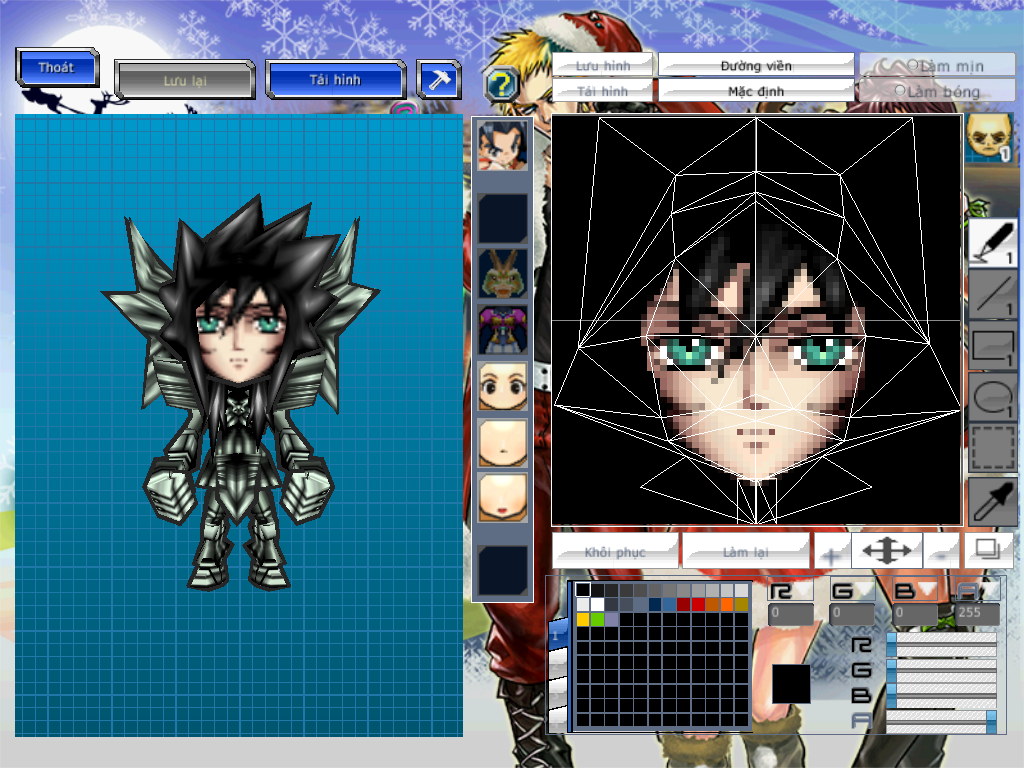 Thoát
Lưu lại
Tải hình
?
Lưu hình
Đường viền
Làm mịn
Tải hình
Mặc định
Làm bóng
1
1
1
1
1
Khôi phục
Làm lại
+
-
R
G
B
A
0
0
0
255
1
R
G
B
A